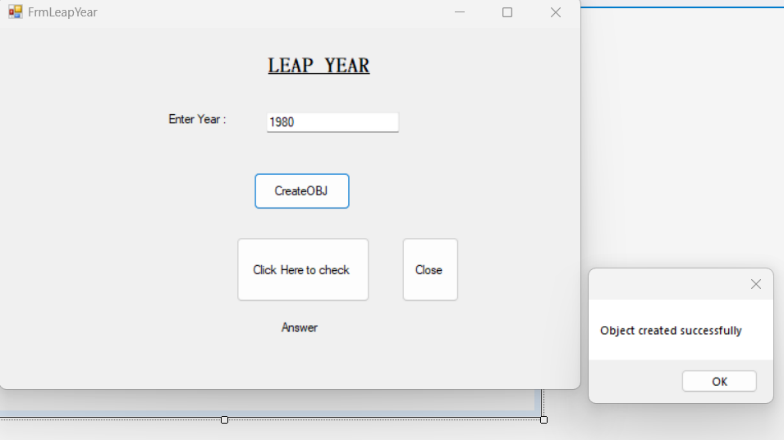 FrmLeapYear
LEAP YEAR
Enter Year :
1980
CreateOBJ
Click Here to check
Close
Answer
Object created successfully
OK